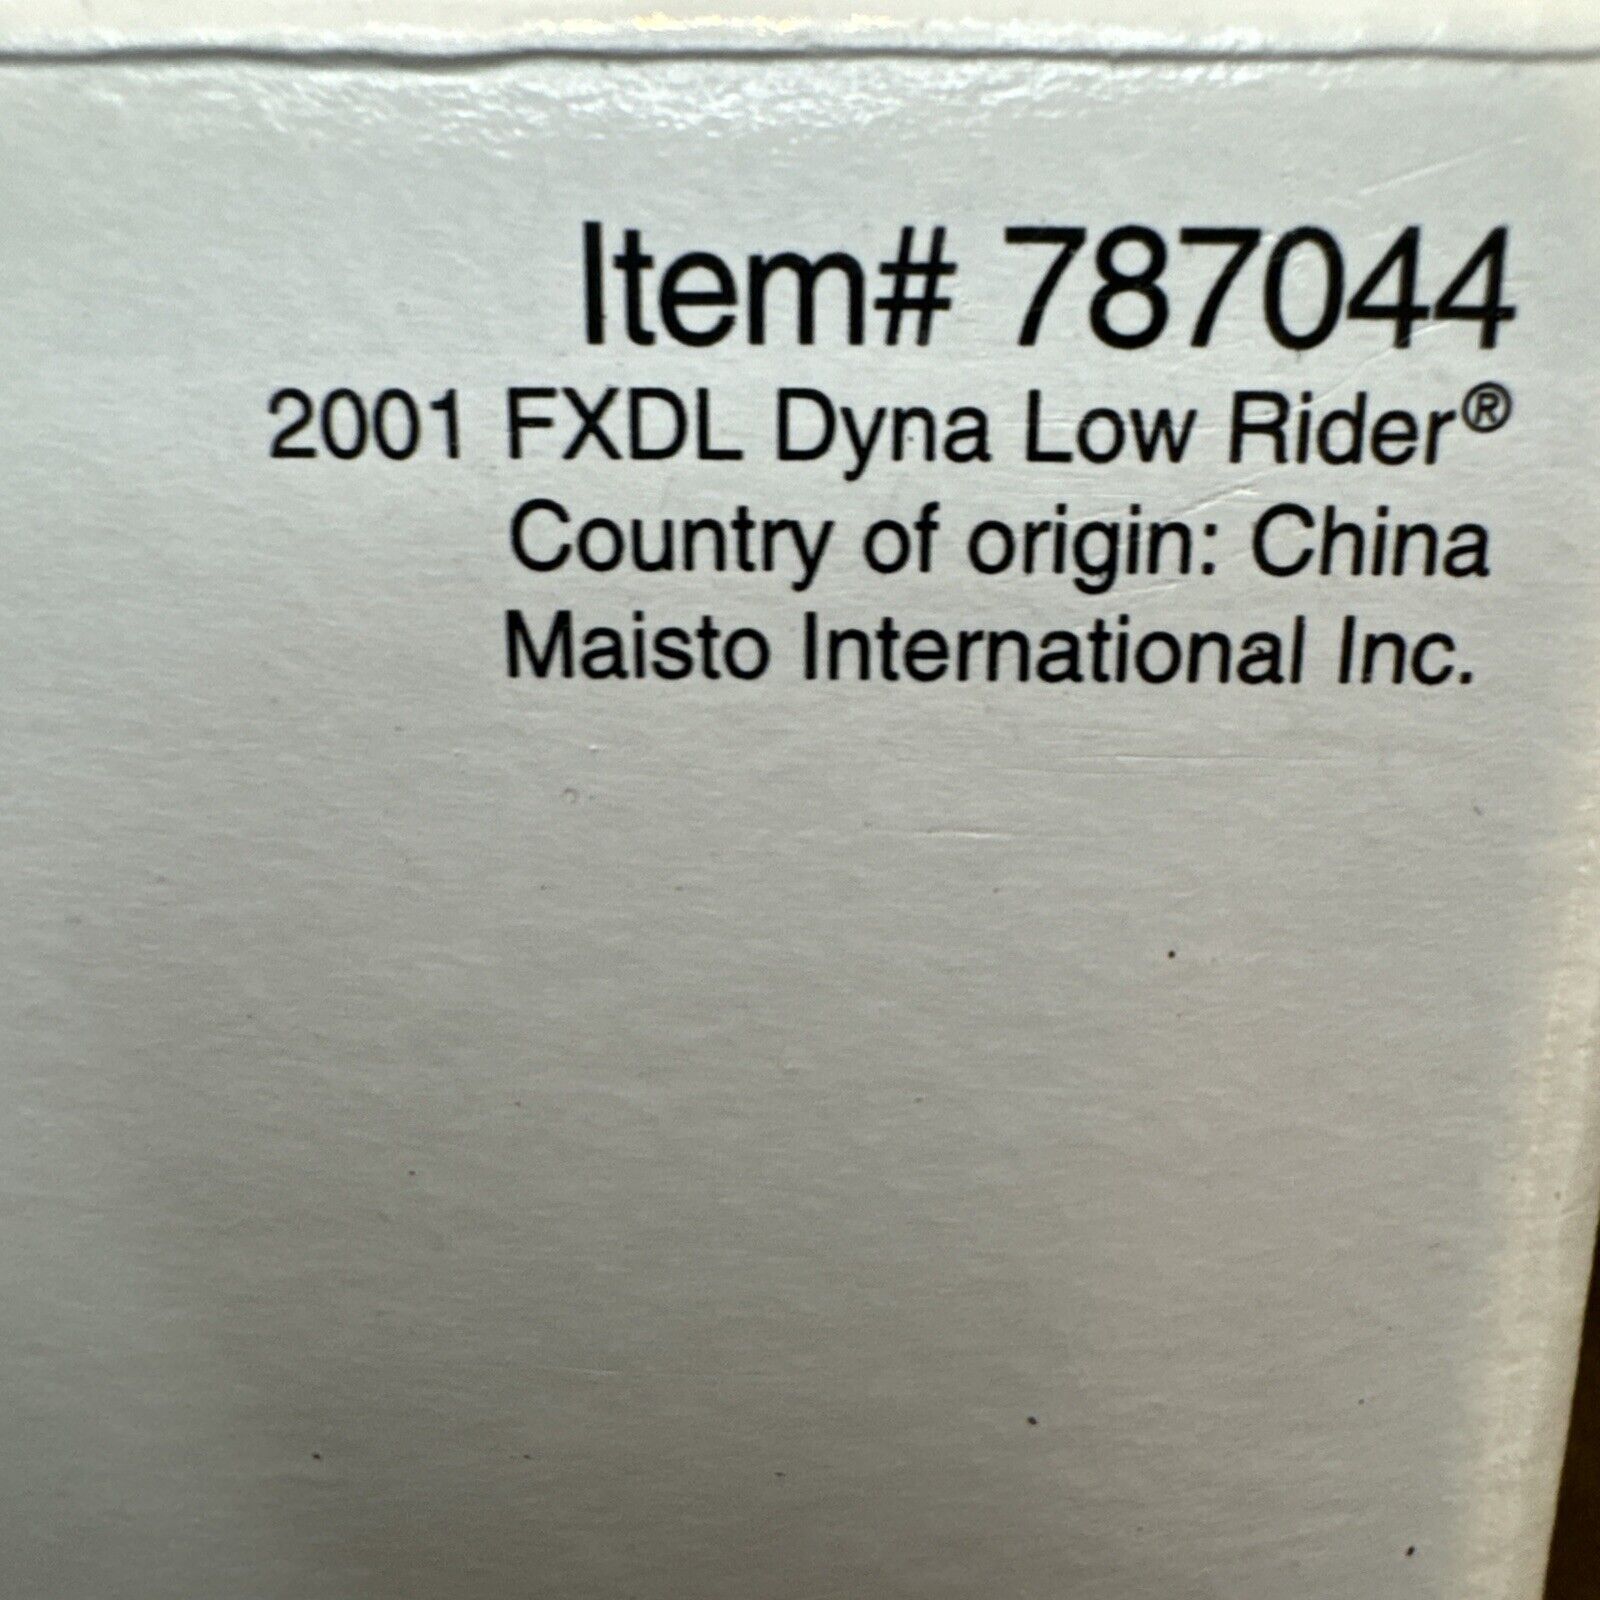 Item# 787044
2001 FXDL Dyna Low Rider®
Country of origin: China
Maisto International Inc.